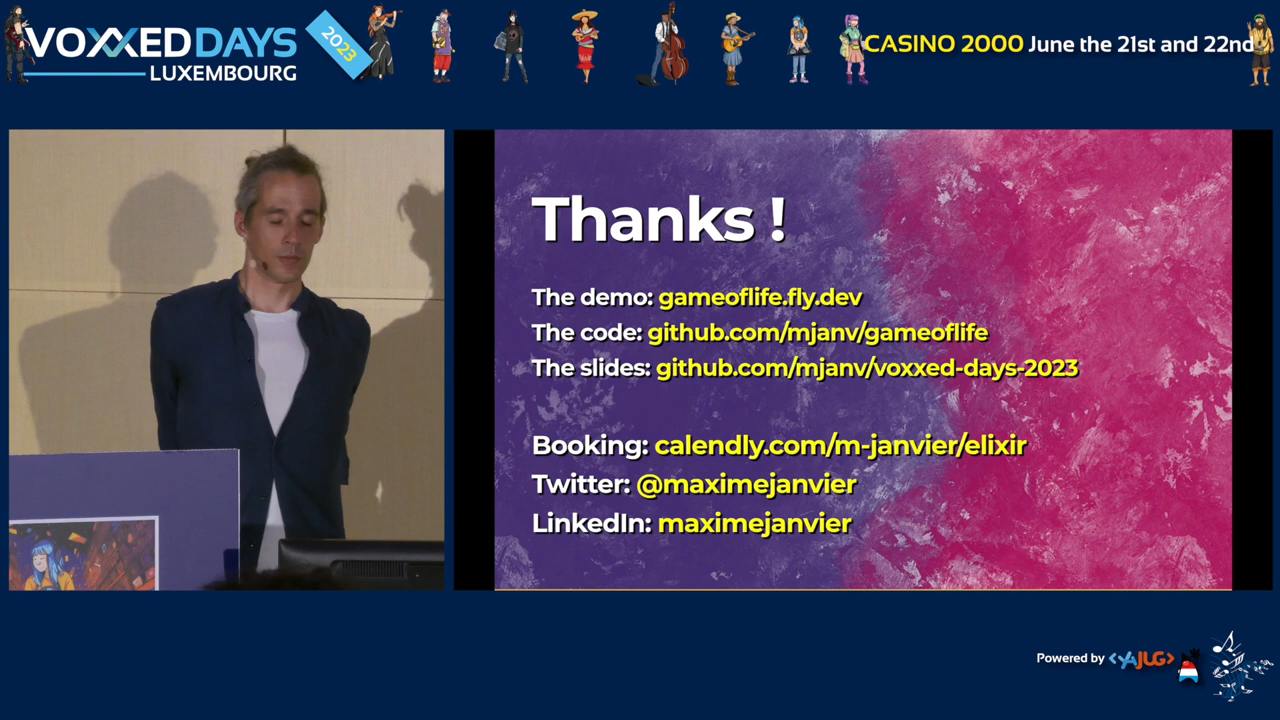 VOXXED DAYS
LUXEMBOURG
2023
CASINO 2000 June the 21st and 22nd
Thanks !
The demo: gameoflife.fly.dev
The code: github.com/mjanv/gameoflife
The slides: github.com/mjanv/voxxed-days-2023
Booking: calendly.com/m-janvier/elixir
Twitter: @maximejanvier
LinkedIn: maximejanvier
Powered by <YAJUG>